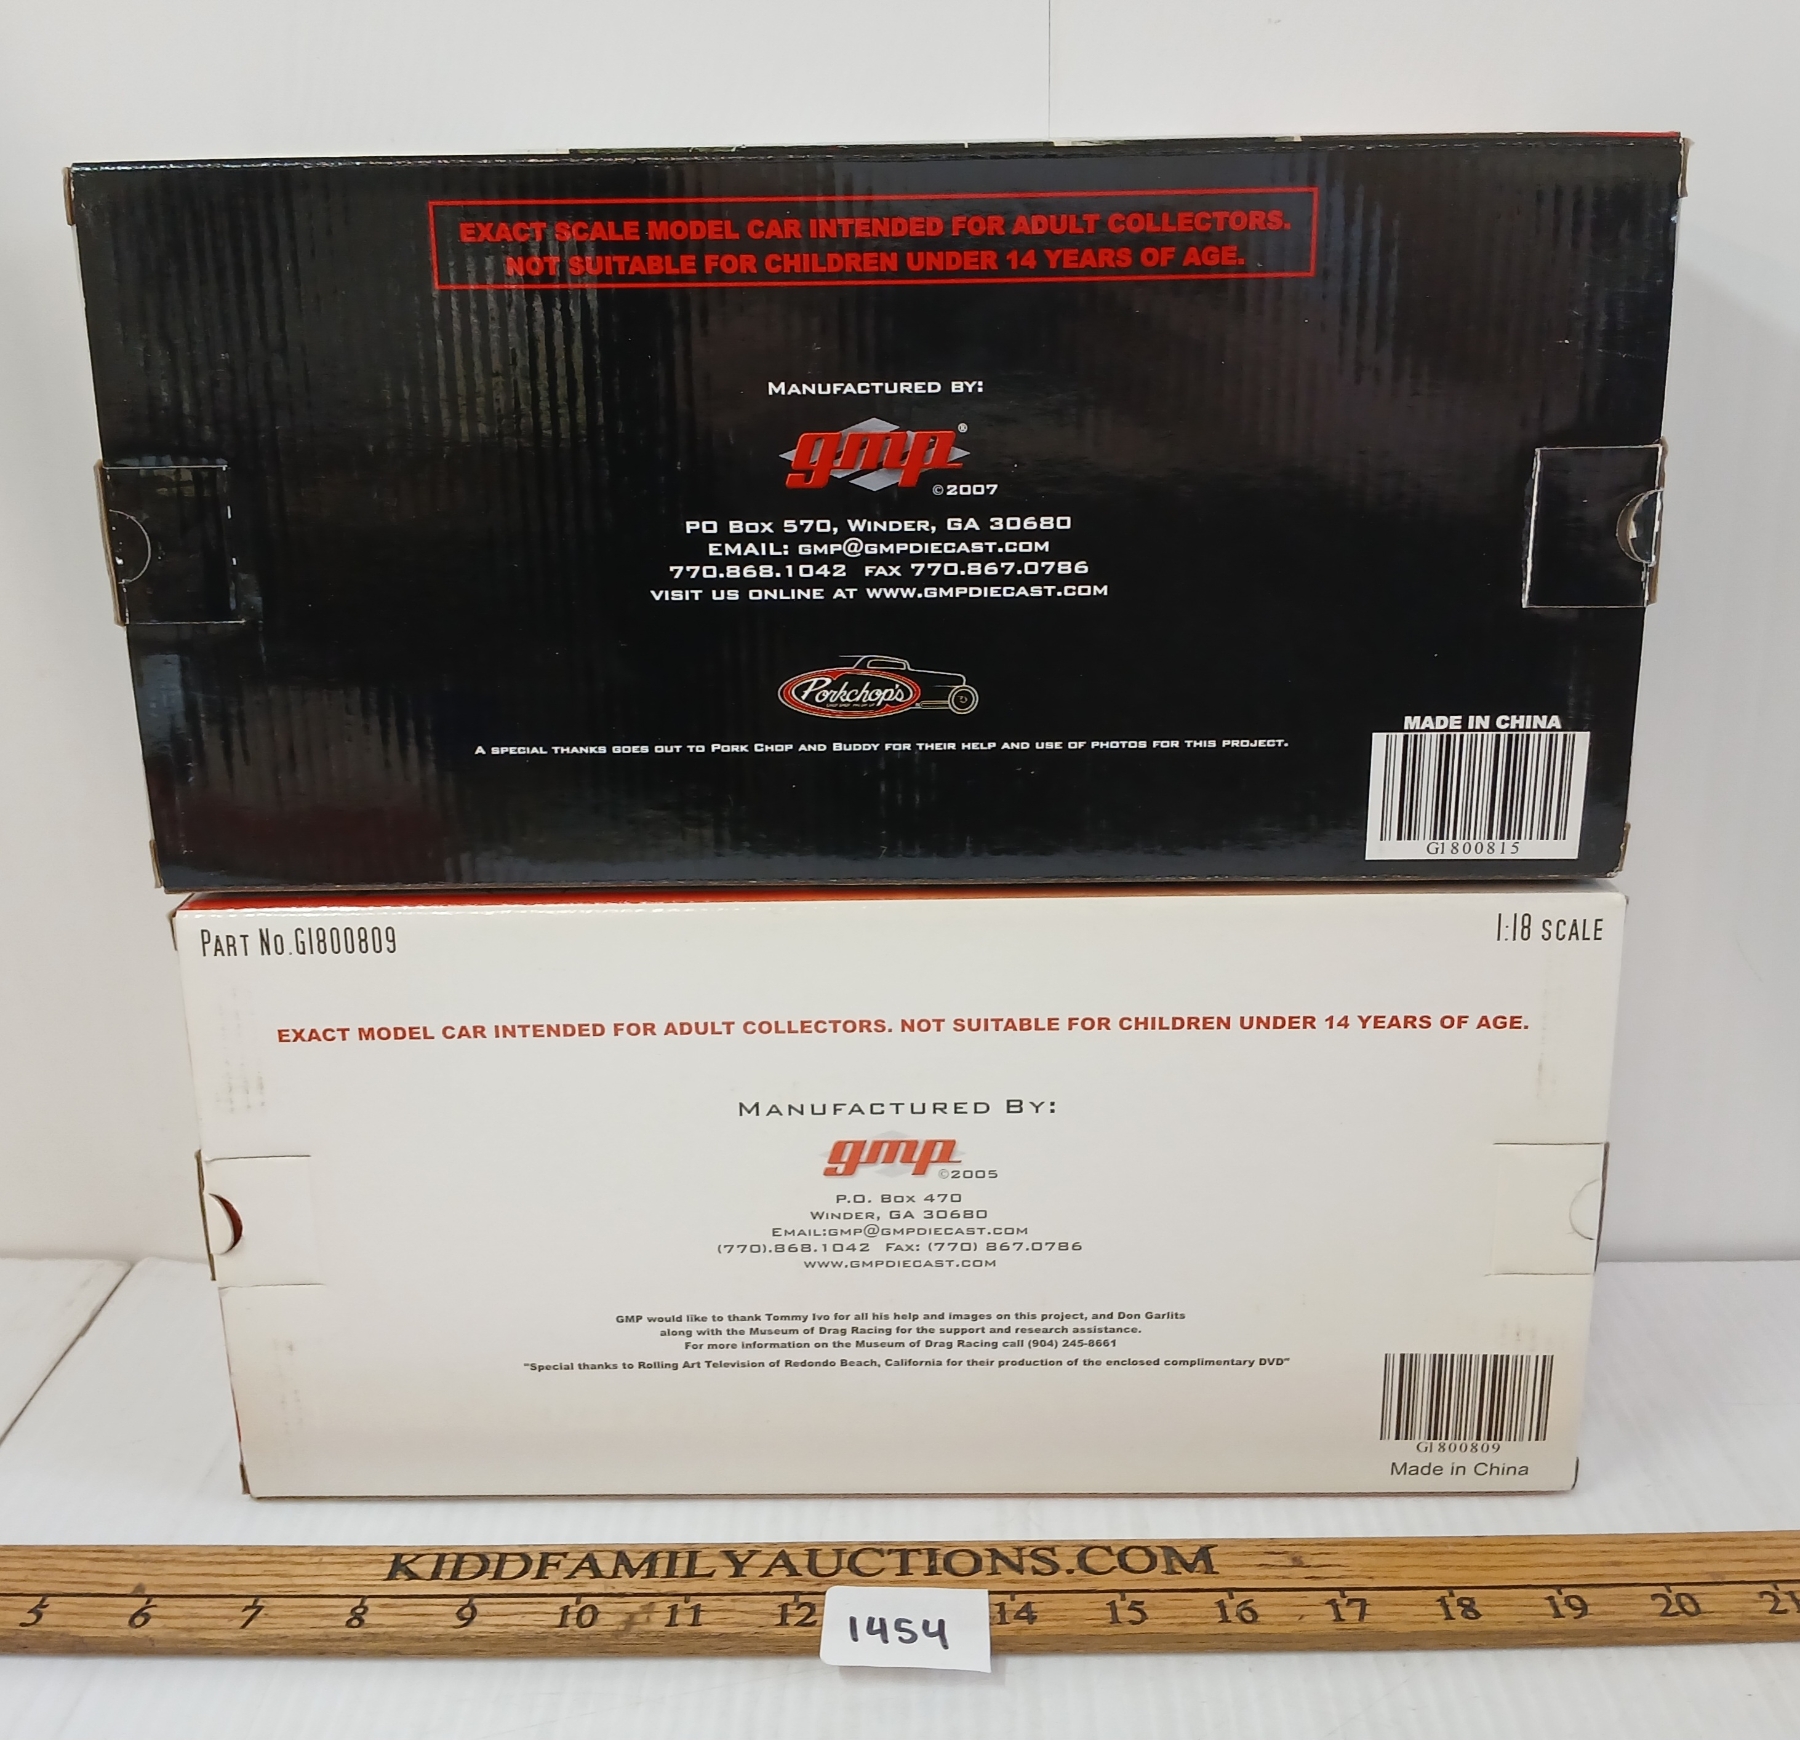 EXACT SCALE MODEL CAR INTENDED FOR ADULT COLLECTORS.
NOT SUITABLE FOR CHILDREN UNDER 14 YEARS OF AGE.
MANUFACTURED BY:
gmp®
©2007
PO BOX 570, WINDER, GA 30680
EMAIL: GMP@GMPDIECAST.COM
770.868.1042 FAX 770.867.0786
VISIT US ONLINE AT WWW.GMPDIECAST.COM
Porkchop's
A SPECIAL THANKS GOES OUT TO PORK CHOP AND BUDDY FOR THEIR HELP AND USE OF PHOTOS FOR THIS PROJECT.
MADE IN CHINA
G1800815
PART NO.G1800809
1:18 SCALE
EXACT MODEL CAR INTENDED FOR ADULT COLLECTORS. NOT SUITABLE FOR CHILDREN UNDER 14 YEARS OF AGE.
MANUFACTURED BY:
gmp
©2005
P.O. BOX 470
WINDER, GA 30680
EMAIL:GMP@GMPDIECAST.COM
(770).868.1042 FAX: (770) 867.0786
WWW.GMPDIECAST.COM
GMP would like to thank Tommy Ivo for all his help and images on this project, and Don Garlits
along with the Museum of Drag Racing for the support and research assistance.
For more information on the Museum of Drag Racing call (904) 245-8661
"Special thanks to Rolling Art Television of Redondo Beach, California for their production of the enclosed complimentary DVD"
G1800809
Made in China
KIDDFAMILYAUCTIONS.COM
5 6 7 8 9 10 11 12 14 15 16 17 18 19 20 21
1454